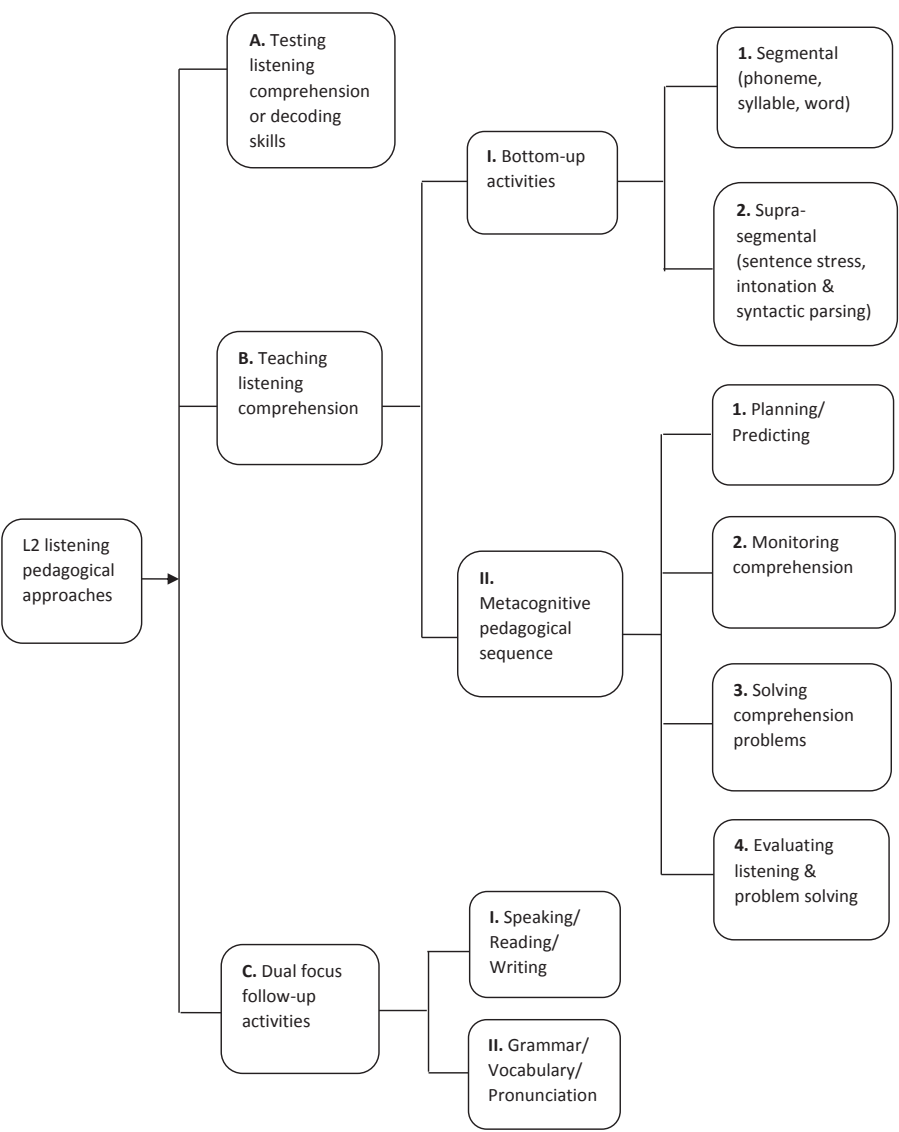 L2 listening
pedagogical
approaches
A. Testing
listening
comprehension
or decoding
skills
B. Teaching
listening
comprehension
I. Bottom-up
activities
1. Segmental
(phoneme,
syllable, word)
2. Supra-
segmental
(sentence stress,
intonation &
syntactic parsing)
II.
Metacognitive
pedagogical
sequence
1. Planning/
Predicting
2. Monitoring
comprehension
3. Solving
comprehension
problems
4. Evaluating
listening &
problem solving
C. Dual focus
follow-up
activities
I. Speaking/
Reading/
Writing
II. Grammar/
Vocabulary/
Pronunciation